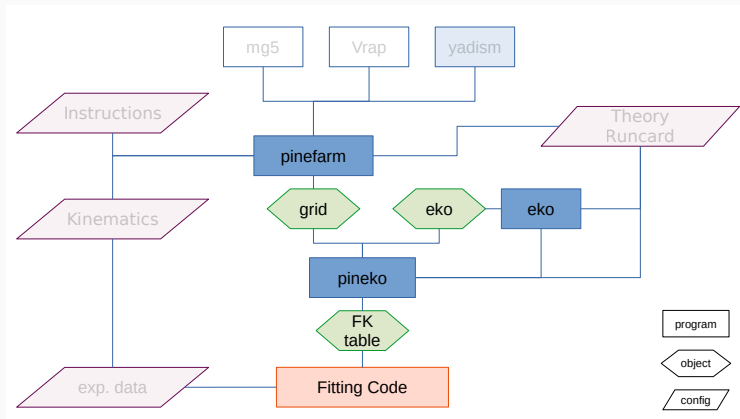 mg5
Vrap
yadism
Instructions
Theory
Runcard
pinefarm
Kinematics
grid
eko
eko
pineko
FK
table
program
object
exp. data
Fitting Code
config